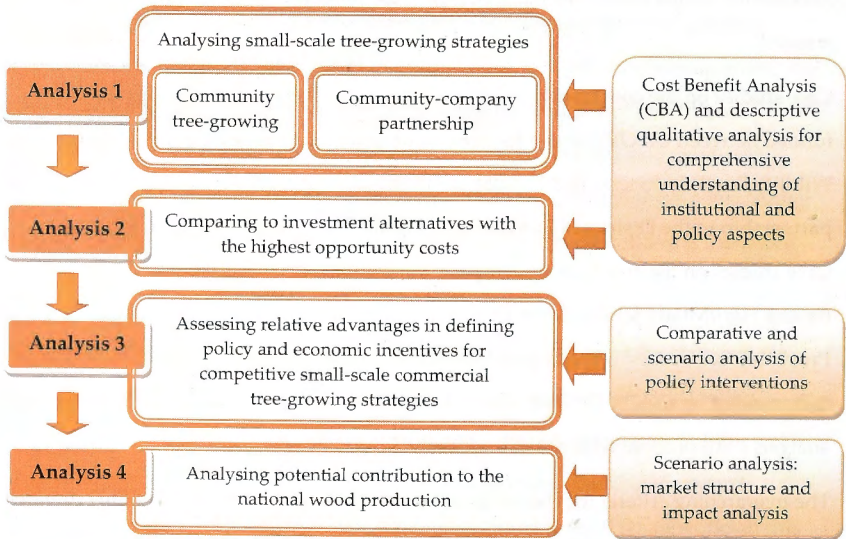 Analysing small-scale tree-growing strategies
Analysis 1
Community
tree-growing
Community-company
partnership
Cost Benefit Analysis
(CBA) and descriptive
qualitative analysis for
comprehensive
understanding of
institutional and
policy aspects
Analysis 2
Comparing to investment alternatives with
the highest opportunity costs
Analysis 3
Assessing relative advantages in defining
policy and economic incentives for
competitive small-scale commercial
tree-growing strategies
Comparative and
scenario analysis of
policy interventions
Analysis 4
Analysing potential contribution to the
national wood production
Scenario analysis:
market structure and
impact analysis